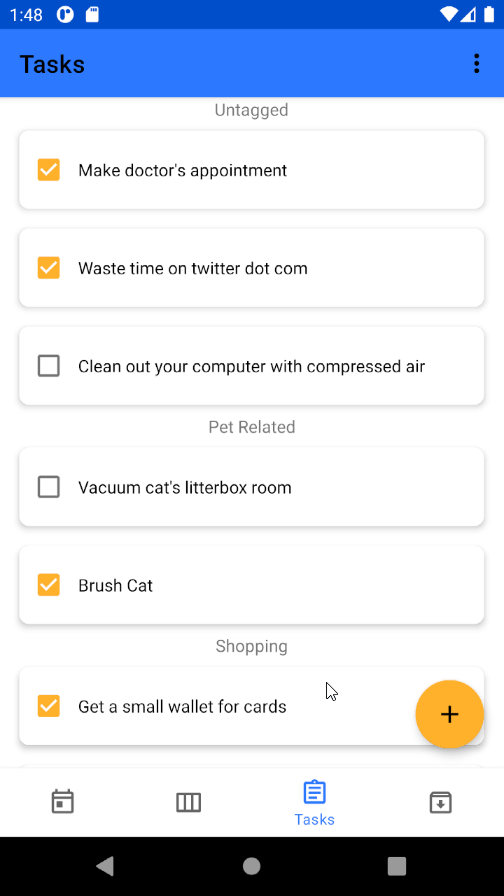 1:48
Tasks
Untagged
Make doctor's appointment
Waste time on twitter dot com
Clean out your computer with compressed air
Pet Related
Vacuum cat's litterbox room
Brush Cat
Shopping
Get a small wallet for cards
Tasks